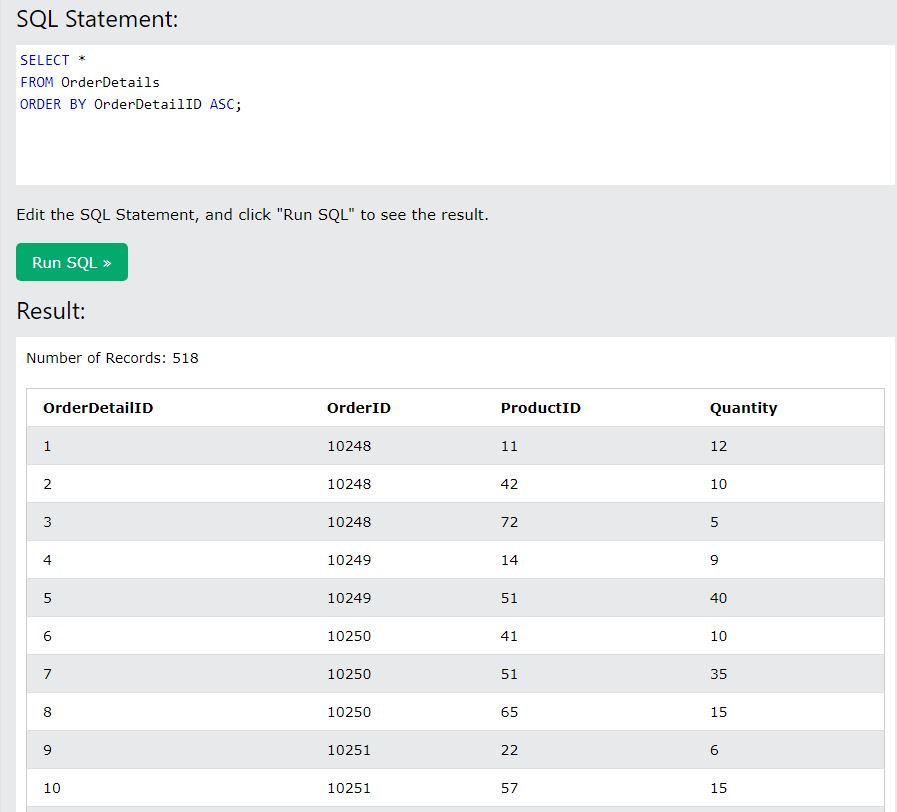 SQL Statement:
SELECT *
FROM OrderDetails
ORDER BY OrderDetailID ASC;
Edit the SQL Statement, and click "Run SQL" to see the result.
Run SQL »
Result:
Number of Records: 518
OrderDetailID OrderID ProductID Quantity
1 10248 11 12
2 10248 42 10
3 10248 72 5
4 10249 14 9
5 10249 51 40
6 10250 41 10
7 10250 51 35
8 10250 65 15
9 10251 22 6
10 10251 57 15